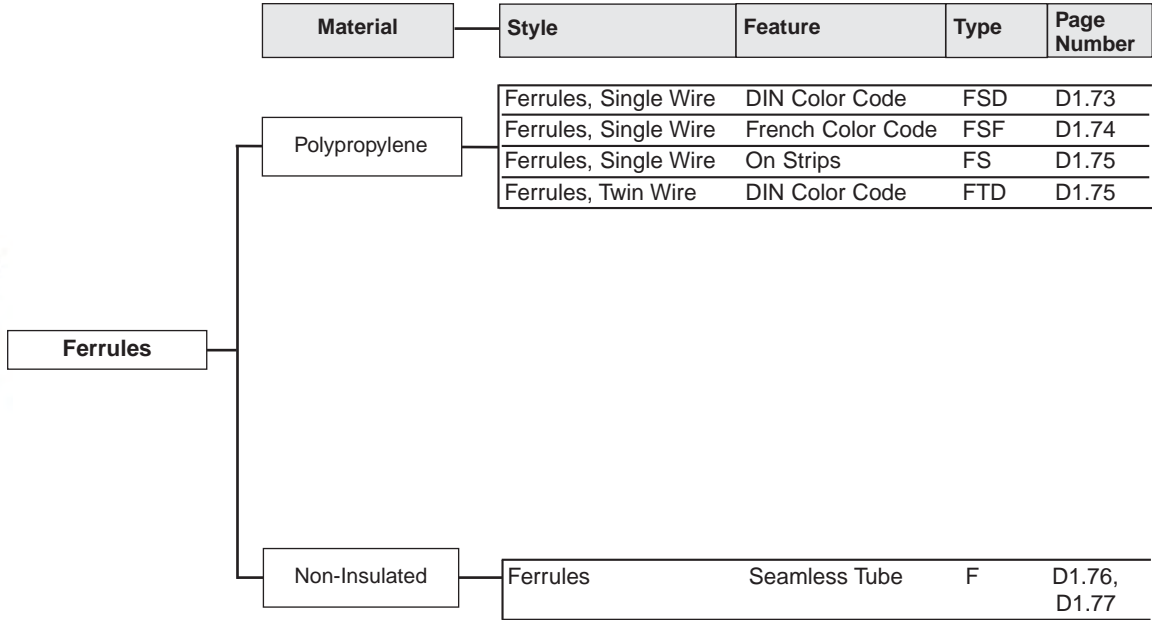 Material Style Feature Type Page Number
Polypropylene
Ferrules, Single Wire DIN Color Code FSD D1.73
Ferrules, Single Wire French Color Code FSF D1.74
Ferrules, Single Wire On Strips FS D1.75
Ferrules, Twin Wire DIN Color Code FTD D1.75
Ferrules
Non-Insulated
Ferrules Seamless Tube F D1.76,
D1.77